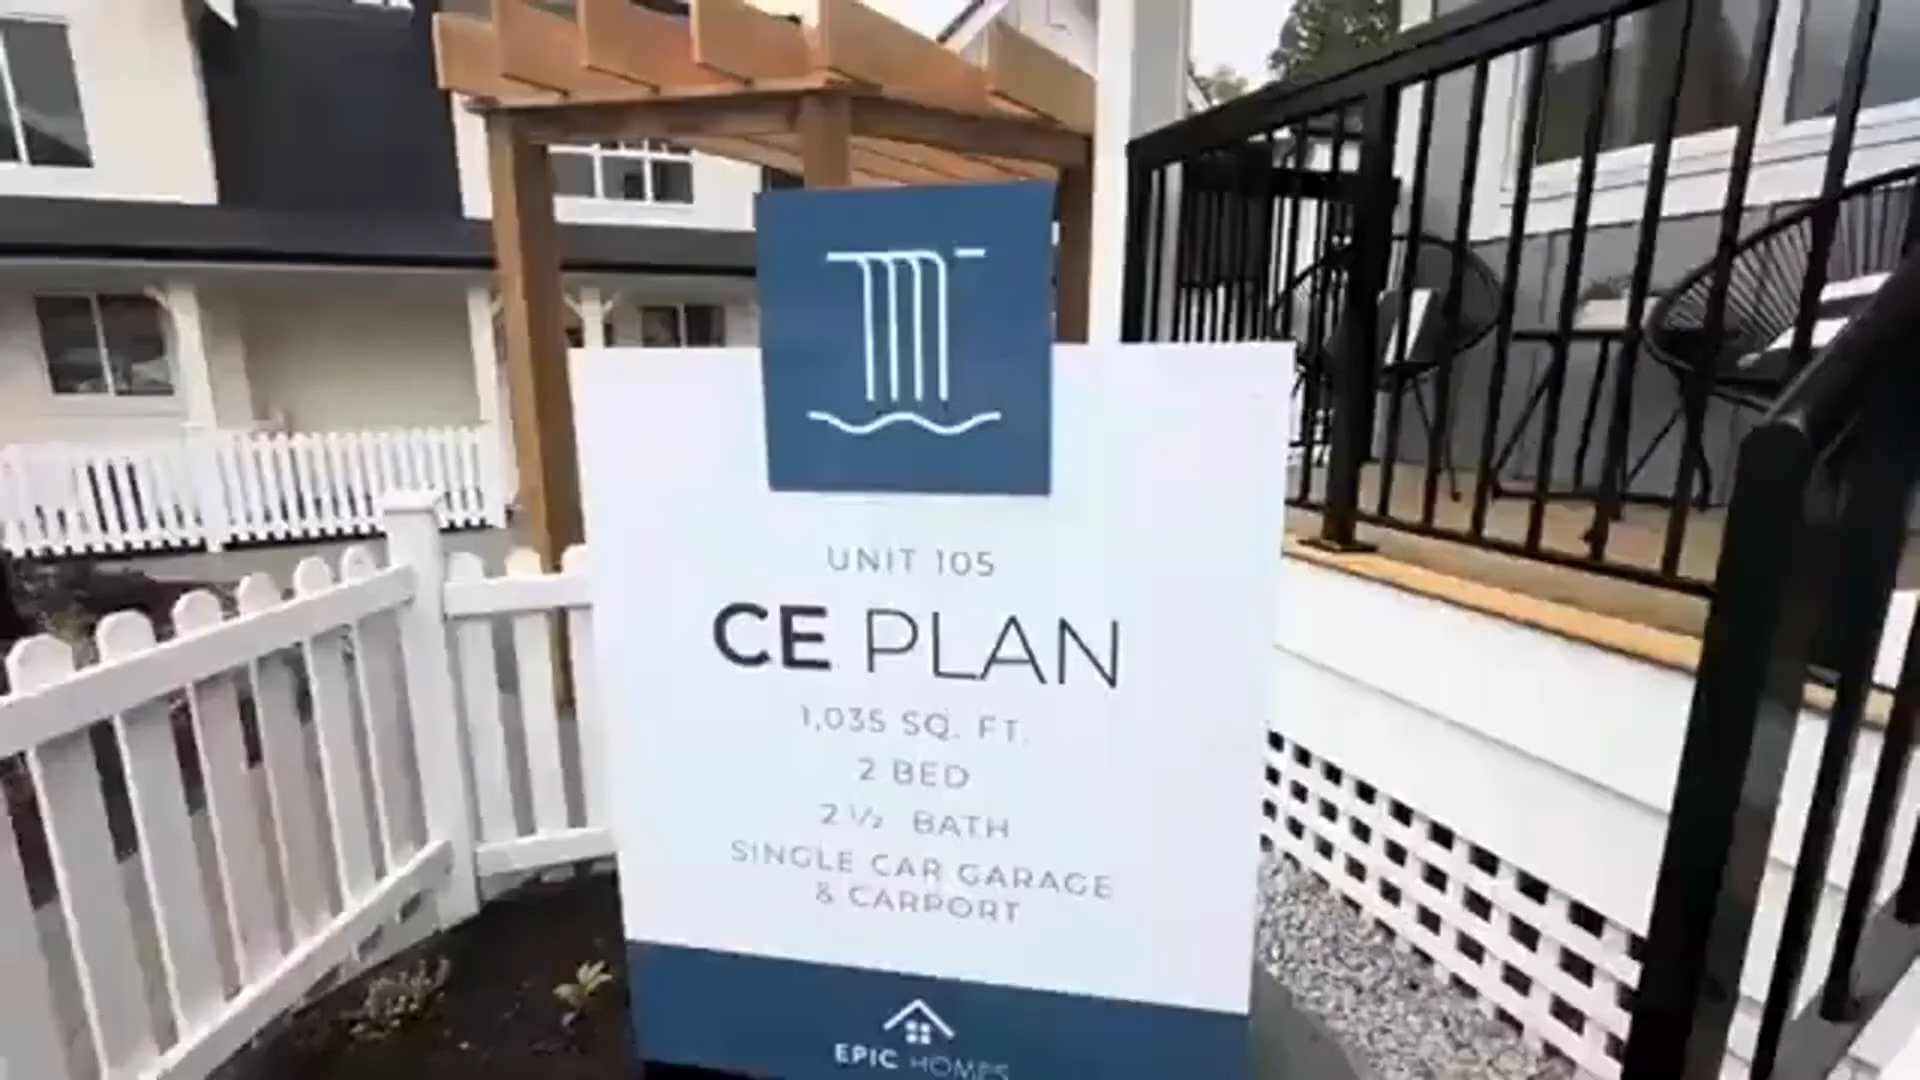 UNIT 105
CE PLAN
1,035 SQ. FT.
2 BED
2 ½ BATH
SINGLE CAR GARAGE
& CARPORT
EPIC HOMES